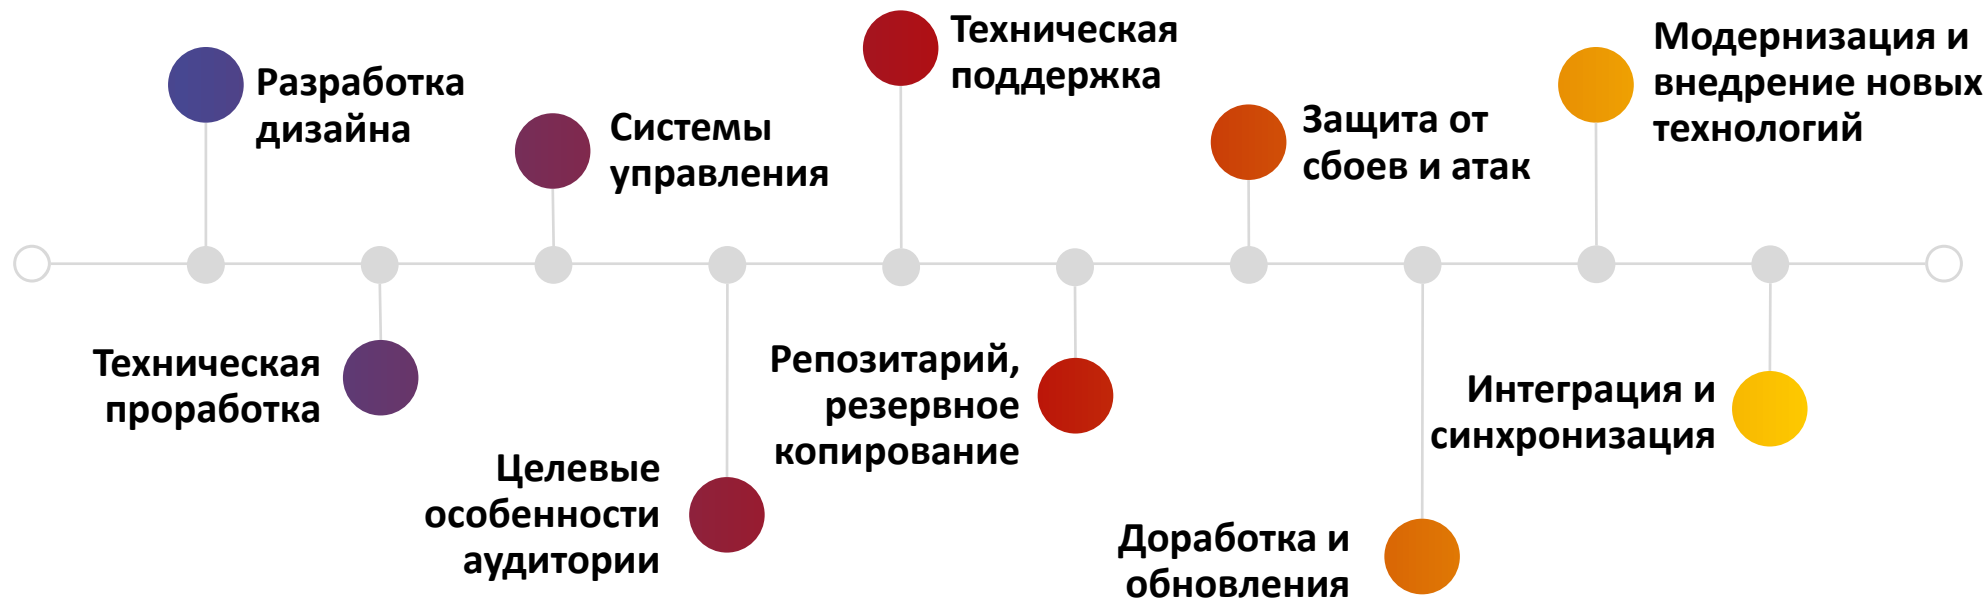 Разработка
дизайна
Техническая
проработка
Системы
управления
Целевые
особенности
аудитории
Техническая
поддержка
Репозитарий,
резервное
копирование
Защита от
сбоев и атак
Доработка и
обновления
Модернизация и
внедрение новых
технологий
Интеграция и
синхронизация